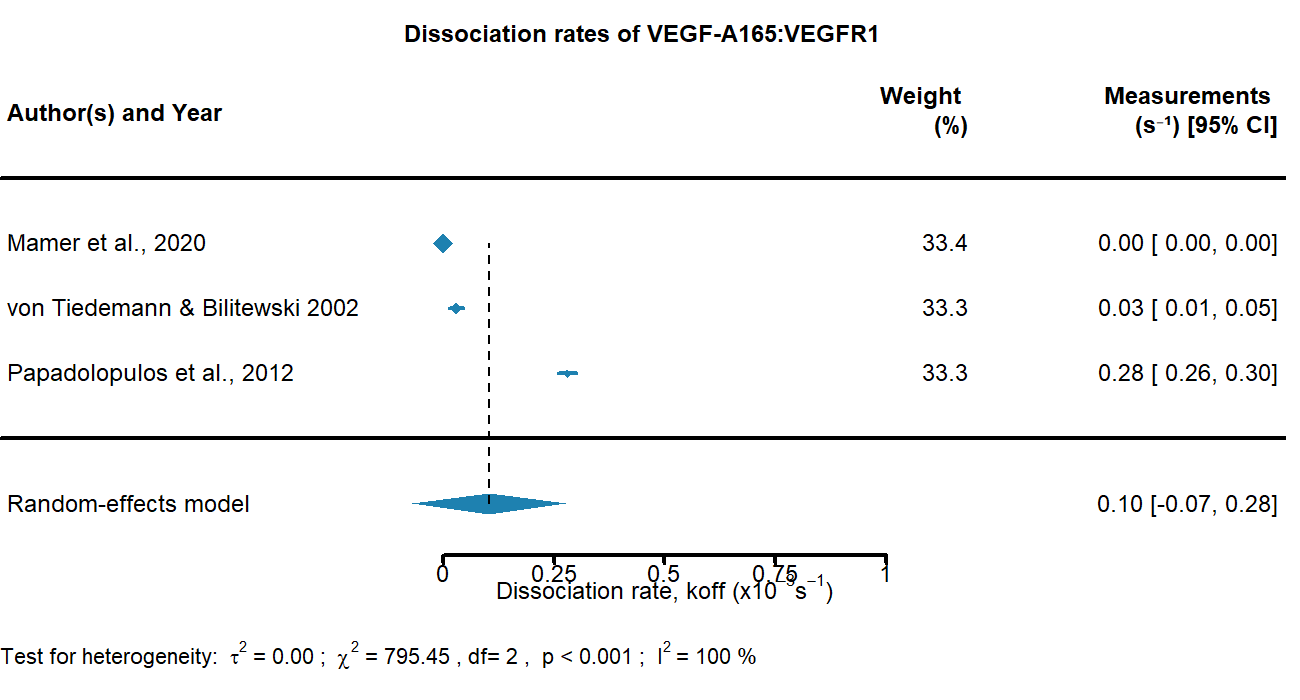 Dissociation rates of VEGF-A165:VEGFR1
Author(s) and Year Weight (%) Measurements (s⁻¹) [95% CI]
Mamer et al., 2020 33.4 0.00 [ 0.00, 0.00]
von Tiedemann & Bilitewski 2002 33.3 0.03 [ 0.01, 0.05]
Papadolopulos et al., 2012 33.3 0.28 [ 0.26, 0.30]
Random-effects model 0.10 [-0.07, 0.28]
0 0.25 0.5 0.75 1
Dissociation rate, koff (x10⁻³s⁻¹)
Test for heterogeneity: τ² = 0.00 ; χ² = 795.45 , df= 2 , p < 0.001 ; I² = 100 %